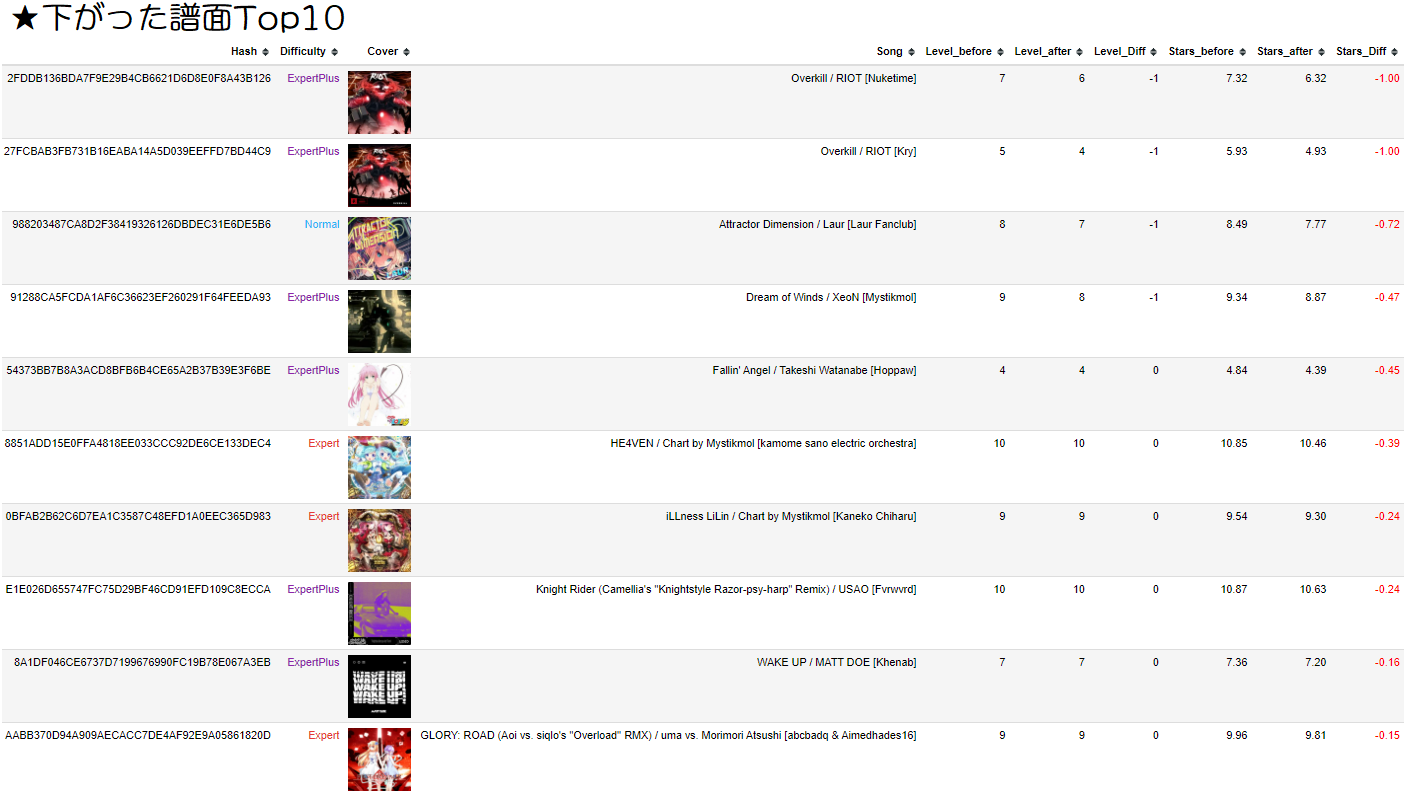 ★下がった譜面Top10
Hash Difficulty Cover Song Level_before Level_after Level_Diff Stars_before Stars_after Stars_Diff
2FDDB136BDA7F9E29B4CB6621D6D8E0F8A43B126 ExpertPlus Overkill / RIOT [Nuketime] 7 6 -1 7.32 6.32 -1.00
27FCBAB3FB731B16EABA14A5D039EEFFD7BD44C9 ExpertPlus Overkill / RIOT [Kry] 5 4 -1 5.93 4.93 -1.00
988203487CA8D2F38419326126DBDEC31E6DE5B6 Normal Attractor Dimension / Laur [Laur Fanclub] 8 7 -1 8.49 7.77 -0.72
91288CA5FCDA1AF6C36623EF260291F64FEEDA93 ExpertPlus Dream of Winds / XeoN [Mystikmol] 9 8 -1 9.34 8.87 -0.47
54373BB7B8A3ACD8BFB6B4CE65A2B37B39E3F6BE ExpertPlus Fallin' Angel / Takeshi Watanabe [Hoppaw] 4 4 0 4.84 4.39 -0.45
8851ADD15E0FFA4818EE033CCC92DE6CE133DEC4 Expert HE4VEN / Chart by Mystikmol [kamome sano electric orchestra] 10 10 0 10.85 10.46 -0.39
0BFAB2B62C6D7EA1C3587C48EFD1A0EEC365D983 Expert iLLness LiLin / Chart by Mystikmol [Kaneko Chiharu] 9 9 0 9.54 9.30 -0.24
E1E026D655747FC75D29BF46CD91EFD109C8ECCA ExpertPlus Knight Rider (Camellia's "Knightstyle Razor-psy-harp" Remix) / USAO [Fvrwvrd] 10 10 0 10.87 10.63 -0.24
8A1DF046CE6737D7199676990FC19B78E067A3EB ExpertPlus WAKE UP / MATT DOE [Khenab] 7 7 0 7.36 7.20 -0.16
AABB370D94A909AECACC7DE4AF92E9A05861820D Expert GLORY: ROAD (Aoi vs. siqlo's "Overload" RMX) / uma vs. Morimori Atsushi [abcbadq & Aimedhades16] 9 9 0 9.96 9.81 -0.15